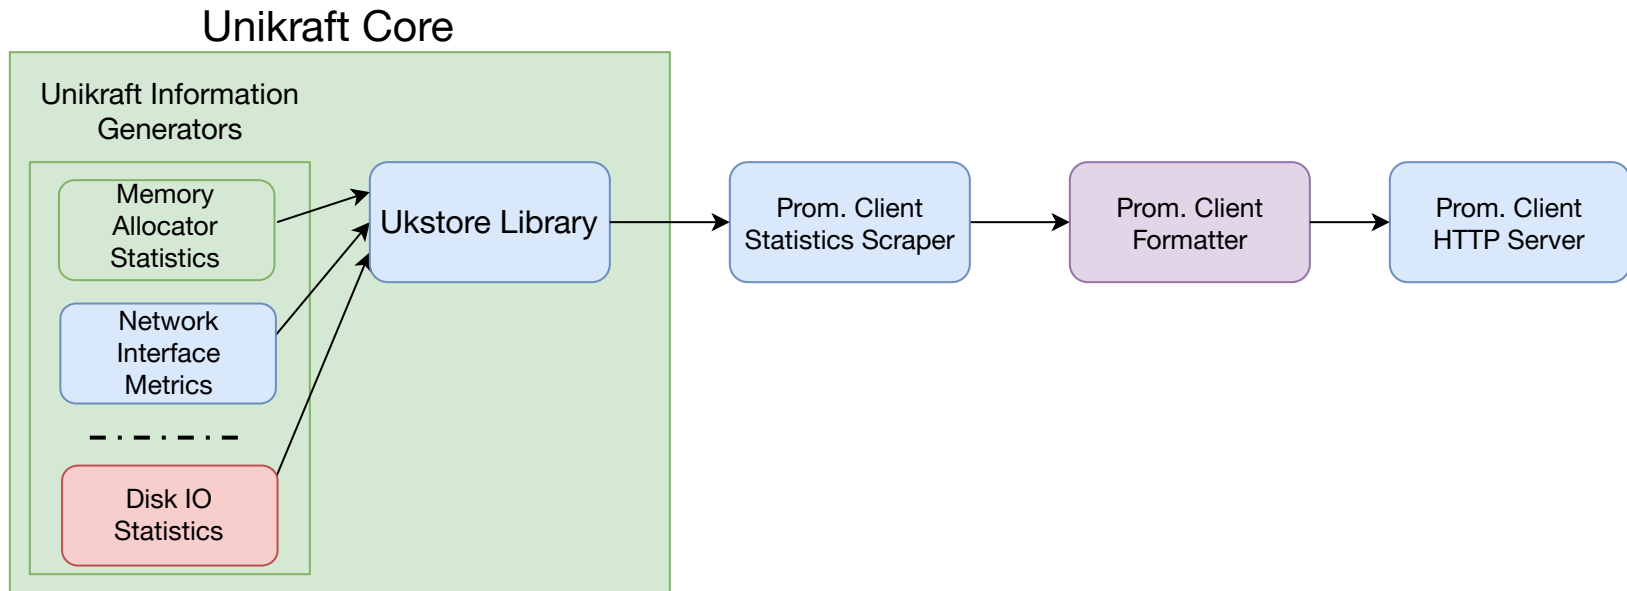 Unikraft Core
Unikraft Information
Generators
Memory
Allocator
Statistics
Network
Interface
Metrics
Disk IO
Statistics
Ukstore Library
Prom. Client
Statistics Scraper
Prom. Client
Formatter
Prom. Client
HTTP Server